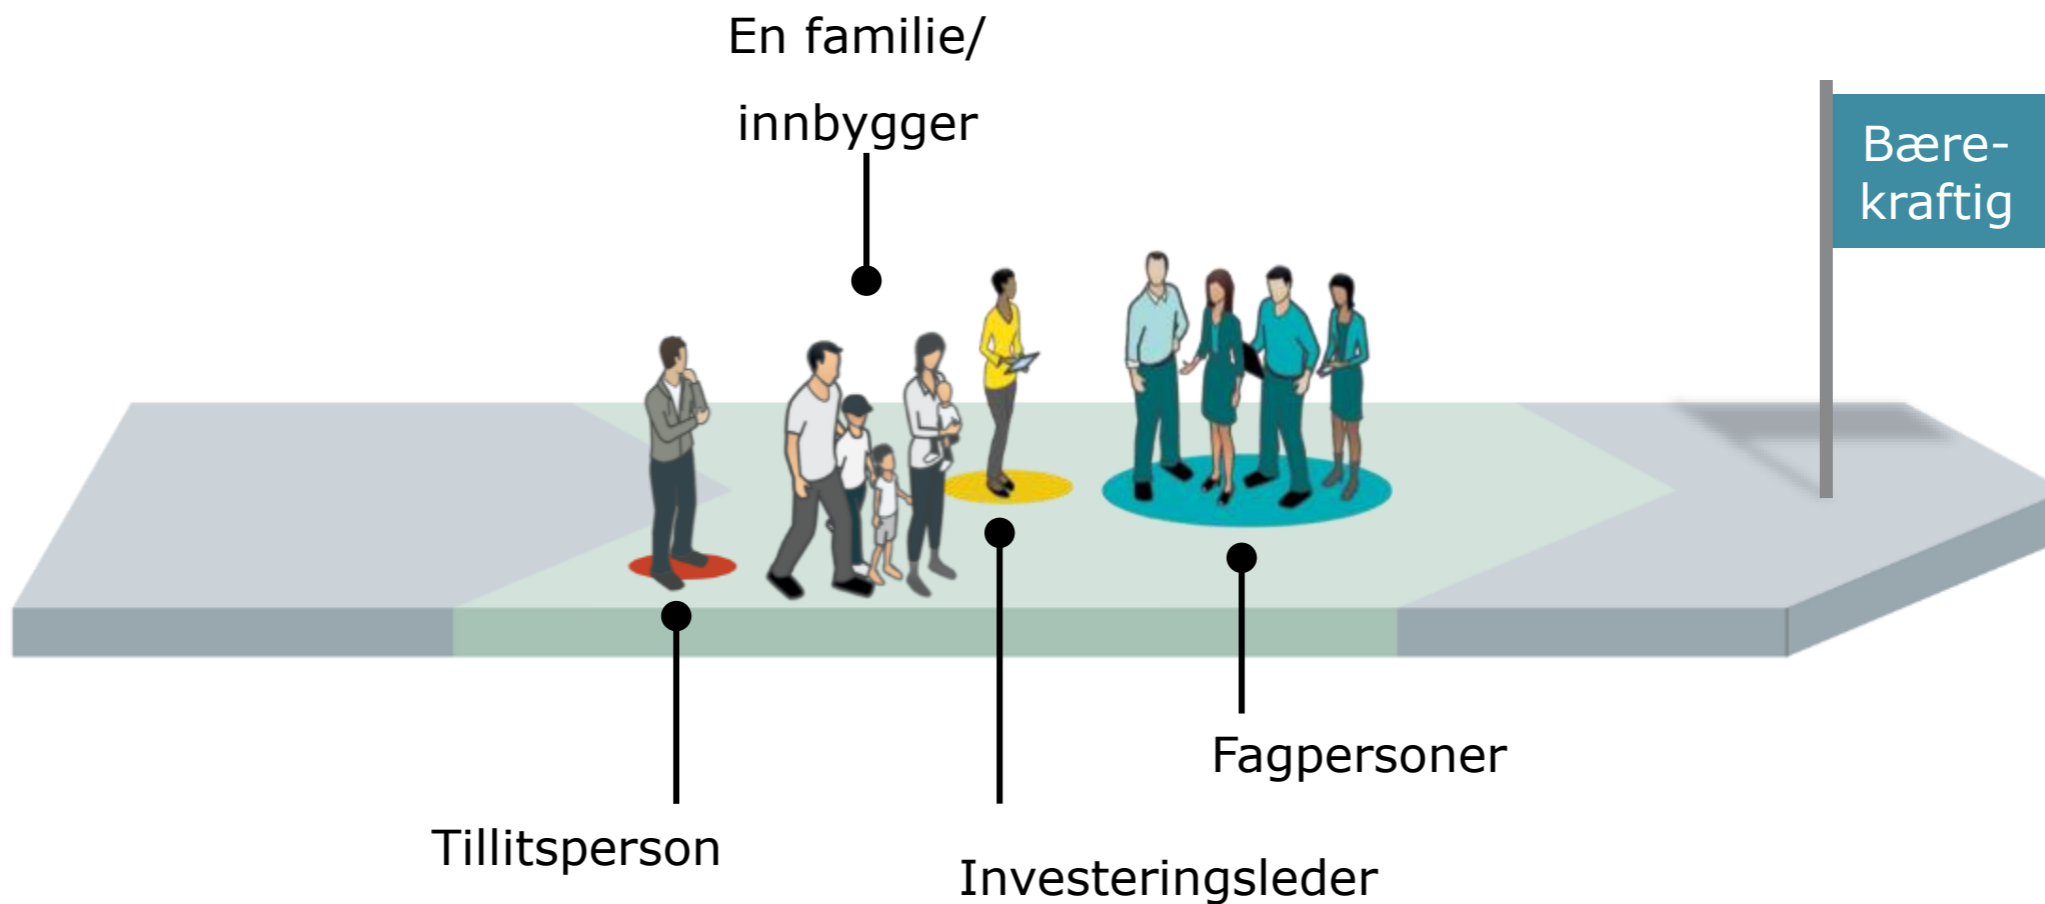 En familie/
innbygger
Bære-
kraftig
Fagpersoner
Tillitsperson
Investeringsleder